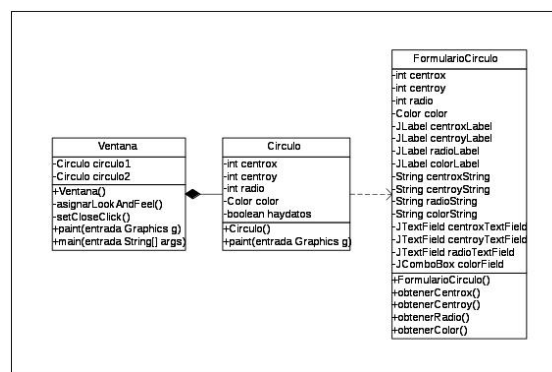 Ventana
-Circulo circulo1
-Circulo circulo2
+Ventana()
-asignarLookAndFeel()
-setCloseClick()
+paint(entrada Graphics g)
+main(entrada String[] args)
Circulo
-int centrox
-int centroy
-int radio
-Color color
-boolean haydatos
+Circulo()
+paint(entrada Graphics g)
FormularioCirculo
-int centrox
-int centroy
-int radio
-Color color
-JLabel centroxLabel
-JLabel centroyLabel
-JLabel radioLabel
-JLabel colorLabel
-String centroxString
-String centroyString
-String radioString
-String colorString
-JTextField centroxTextField
-JTextField centroyTextField
-JTextField radioTextField
-JComboBox colorField
+FormularioCirculo()
+obtenerCentrox()
+obtenerCentroy()
+obtenerRadio()
+obtenerColor()